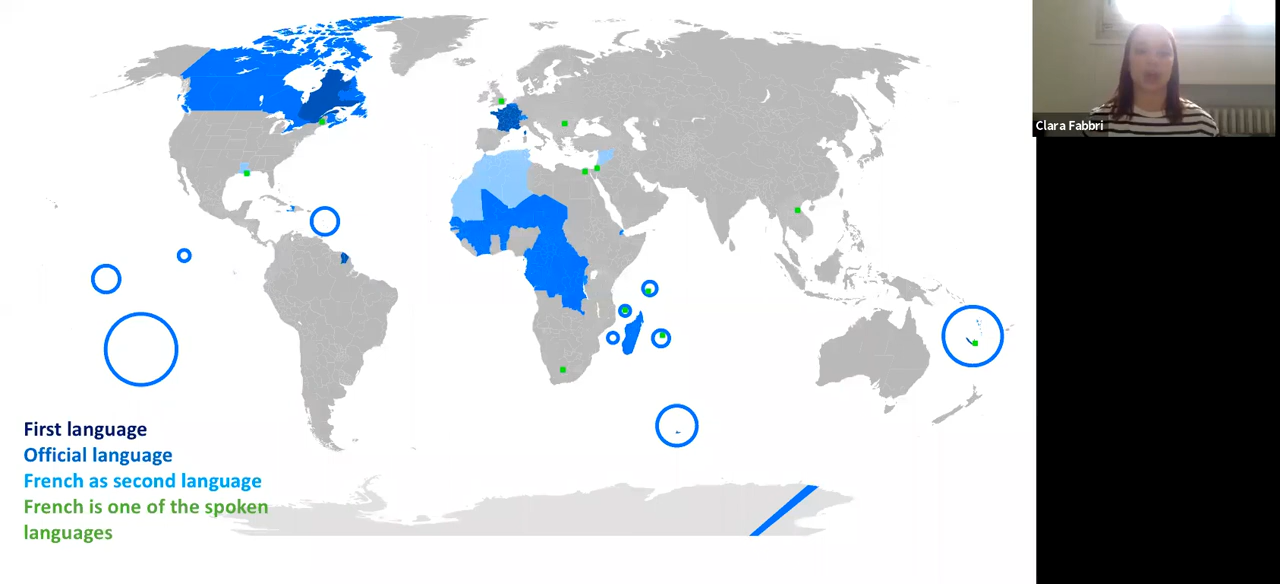 Clara Fabbri
First language
Official language
French as second language
French is one of the spoken
languages